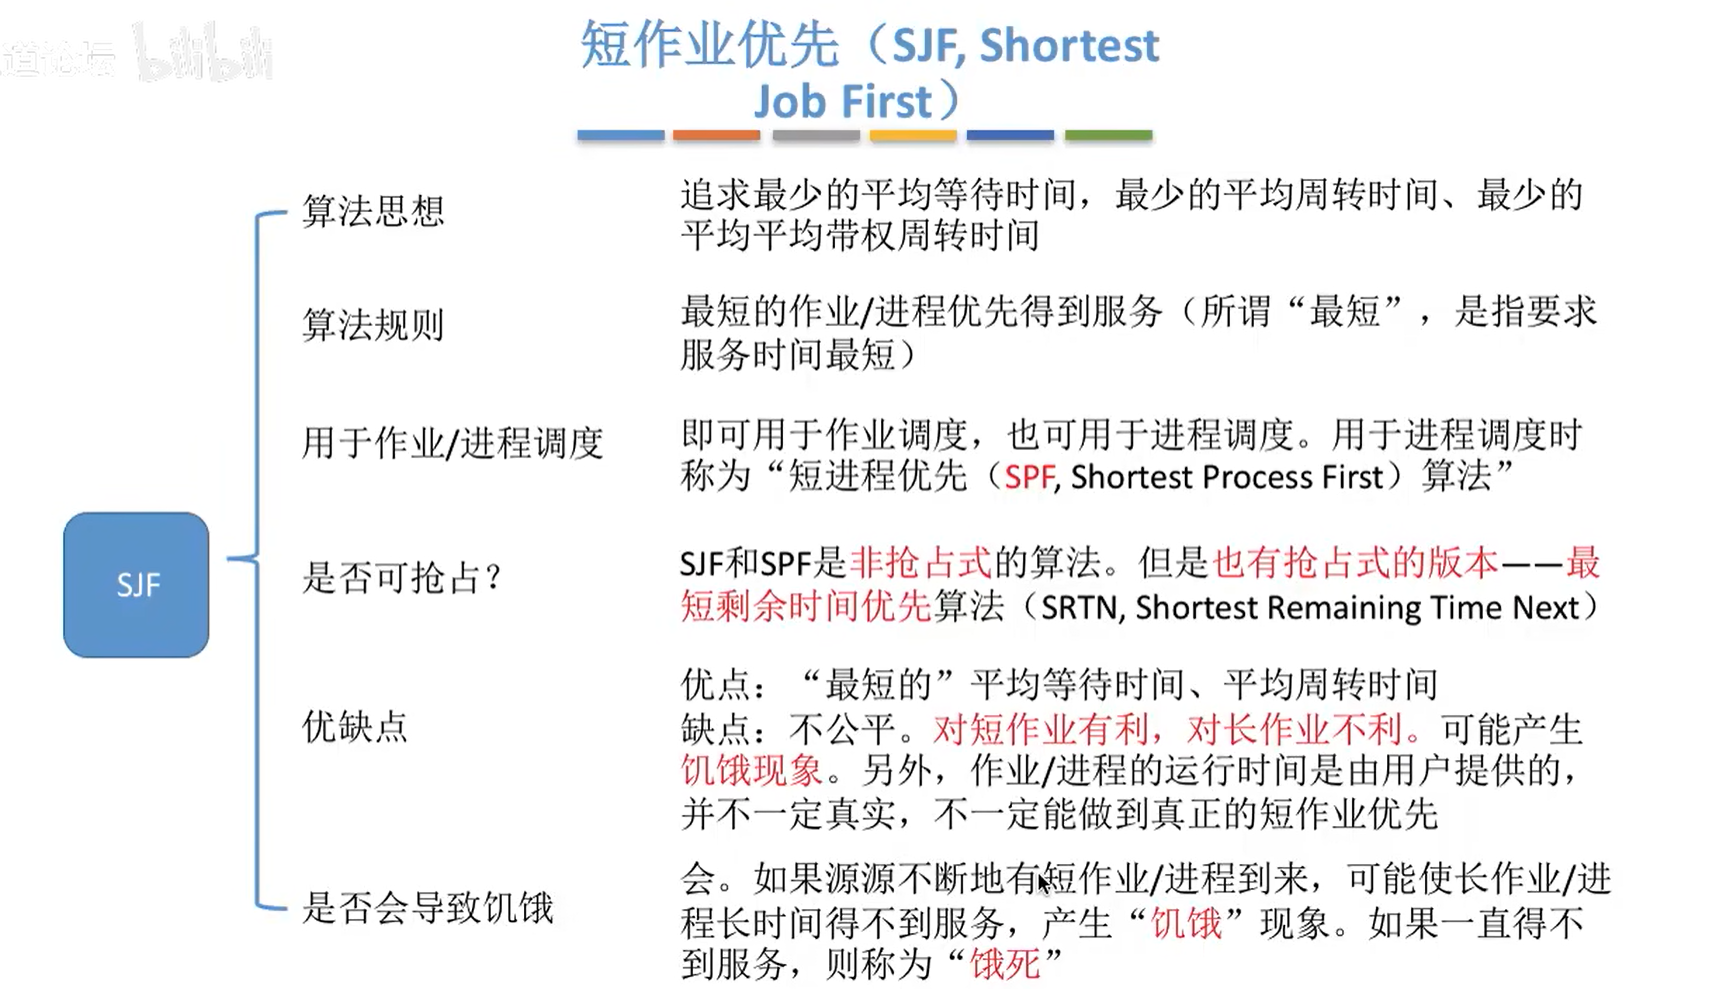 道论坛 bilibili
短作业优先（SJF, Shortest
Job First）
算法思想
追求最少的平均等待时间，最少的平均周转时间、最少的
平均平均带权周转时间
算法规则
最短的作业/进程优先得到服务（所谓“最短”，是指要求
服务时间最短）
用于作业/进程调度
即可用于作业调度，也可用于进程调度。用于进程调度时
称为“短进程优先（SPF, Shortest Process First）算法”
SJF
是否可抢占？
SJF和SPF是非抢占式的算法。但是也有抢占式的版本——最
短剩余时间优先算法（SRTN, Shortest Remaining Time Next）
优缺点
优点：“最短的”平均等待时间、平均周转时间
缺点：不公平。对短作业有利，对长作业不利。可能产生
饥饿现象。另外，作业/进程的运行时间是由用户提供的，
并不一定真实，不一定能做到真正的短作业优先
是否会导致饥饿
会。如果源源不断地有短作业/进程到来，可能使长作业/进
程长时间得不到服务，产生“饥饿”现象。如果一直得不
到服务，则称为“饿死”